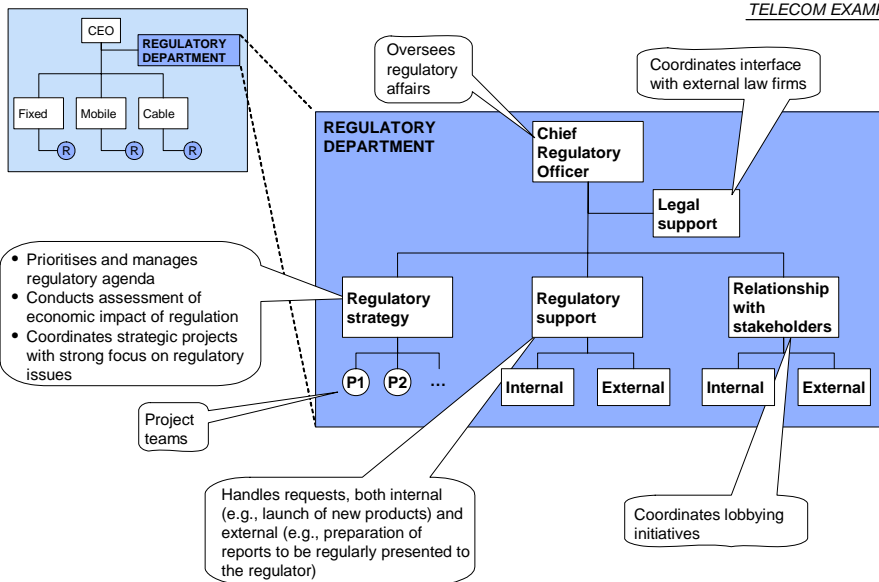 TELECOM EXAM
CEO
REGULATORY
DEPARTMENT
Fixed
Mobile
Cable
R
R
R
Oversees
regulatory
affairs
Coordinates interface
with external law firms
REGULATORY
DEPARTMENT
Chief
Regulatory
Officer
Legal
support
• Prioritises and manages
regulatory agenda
• Conducts assessment of
economic impact of regulation
• Coordinates strategic projects
with strong focus on regulatory
issues
Regulatory
strategy
Regulatory
support
Relationship
with
stakeholders
P1
P2
...
Internal
External
Internal
External
Project
teams
Handles requests, both internal
(e.g., launch of new products) and
external (e.g., preparation of
reports to be regularly presented to
the regulator)
Coordinates lobbying
initiatives